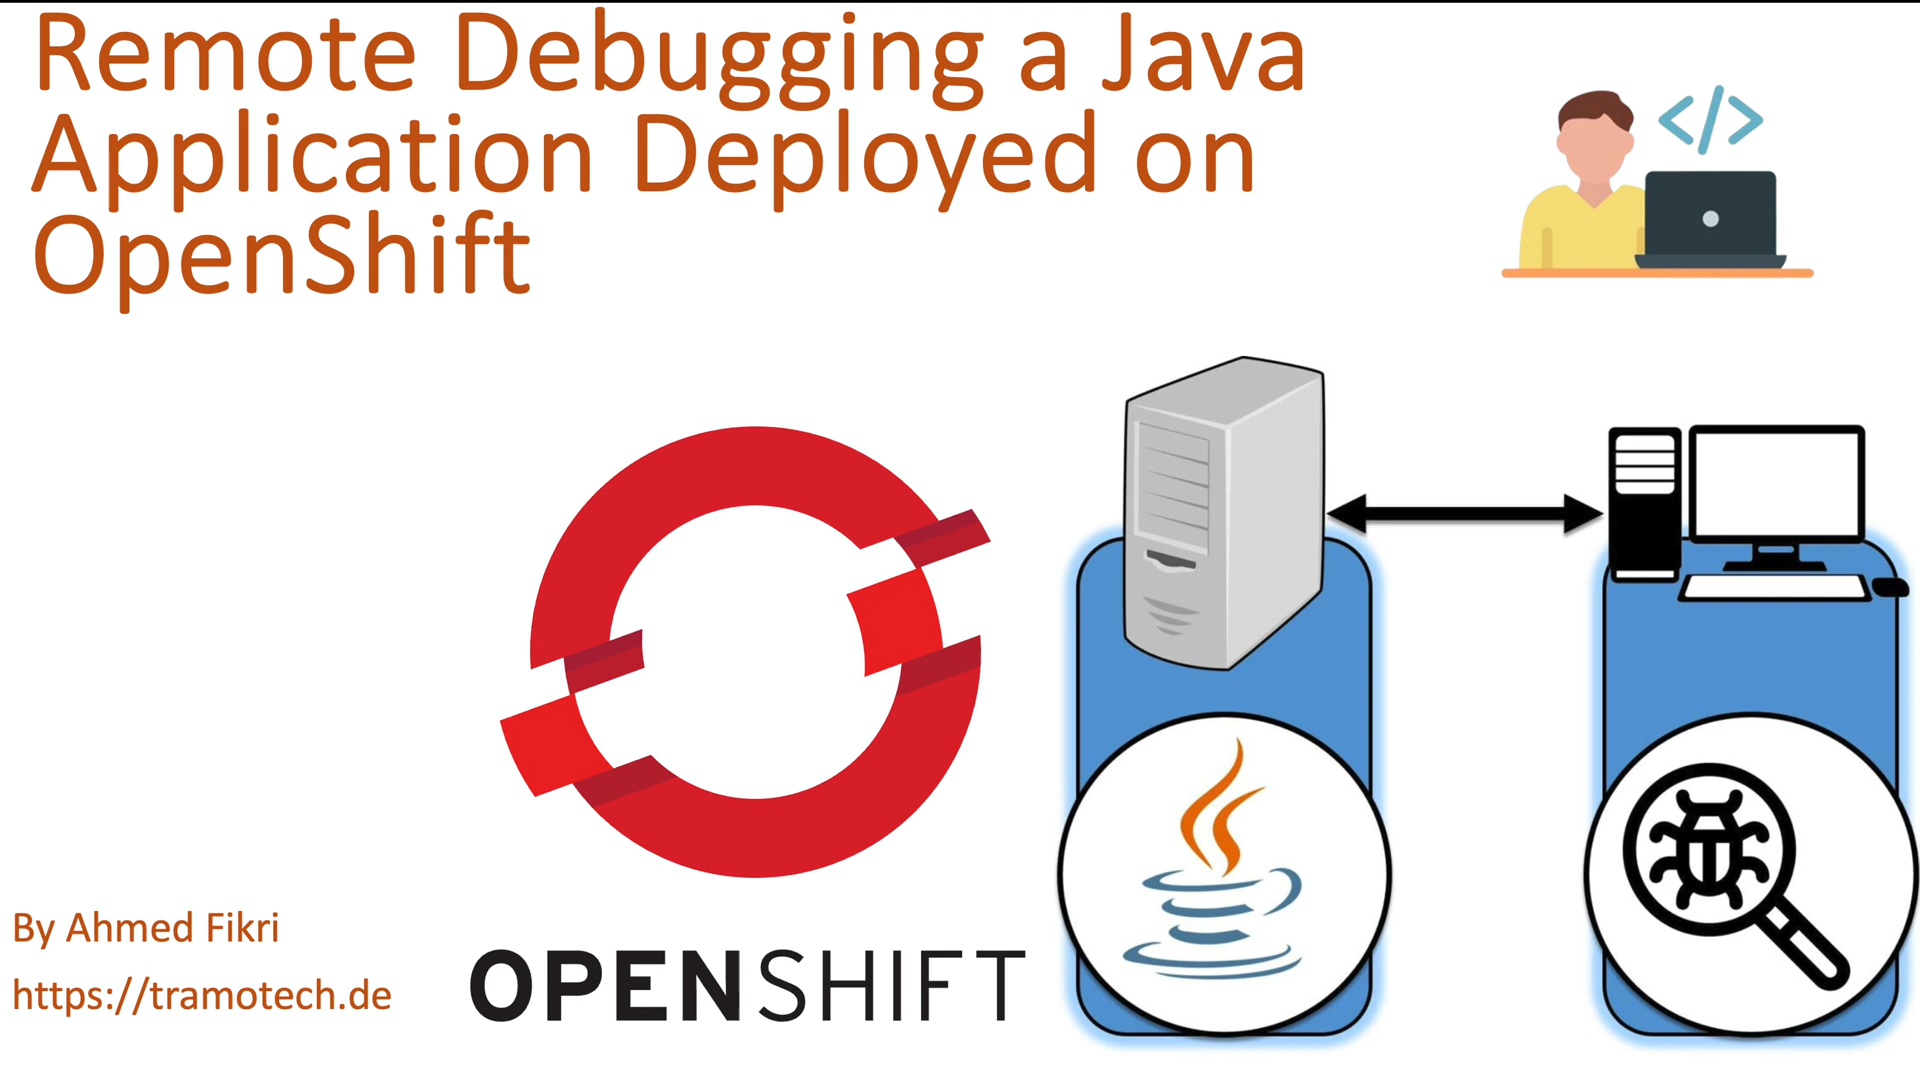 Remote Debugging a Java
Application Deployed on
OpenShift
</>
By Ahmed Fikri
https://tramotech.de
OPENSHIFT